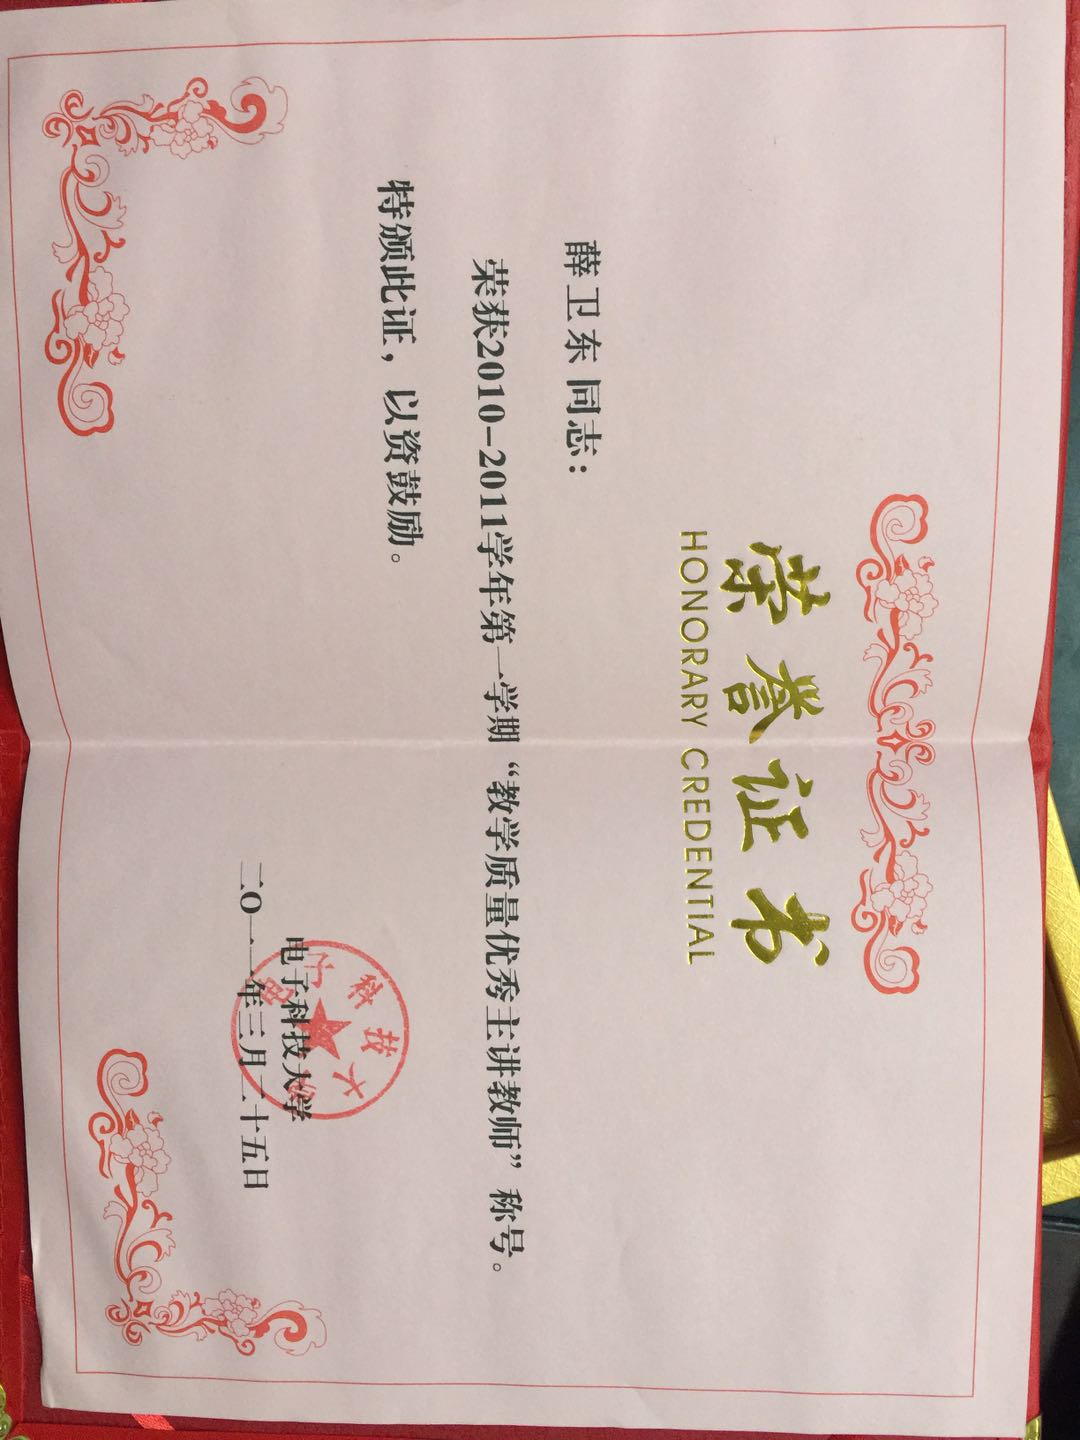 荣誉证书
HONORARY CREDENTIAL
薛卫东同志：
荣获2010-2011学年第一学期“教学质量优秀主讲教师”称号。
特颁此证，以资鼓励。
电子科技大学
二〇一一年三月二十五日